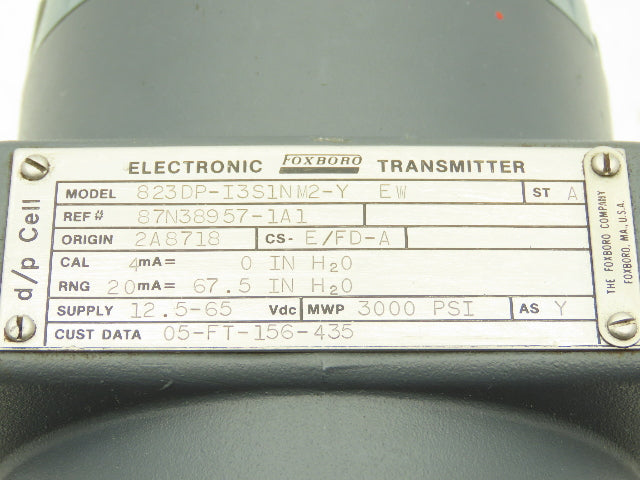 ELECTRONIC FOXBORO TRANSMITTER
MODEL 823DP-I3S1NM2-Y EW ST A
REF# 87N38957-1A1
ORIGIN 2A8718 CS- E/FD-A
CAL 4mA= 0 IN H2O
RNG 20mA= 67.5 IN H2O
SUPPLY 12.5-65 Vdc MWP 3000 PSI AS Y
CUST DATA 05-FT-156-435
d/p Cell
THE FOXBORO COMPANY
FOXBORO, MA., U.S.A.